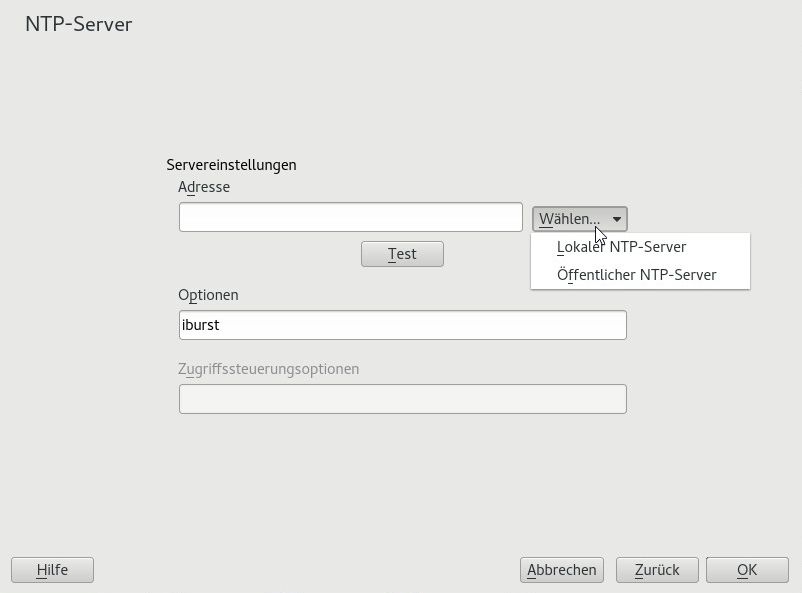 NTP-Server
Servereinstellungen
Adresse
Wählen...
Lokaler NTP-Server
Öffentlicher NTP-Server
Test
Optionen
iburst
Zugriffssteuerungsoptionen
Hilfe
Abbrechen
Zurück
OK